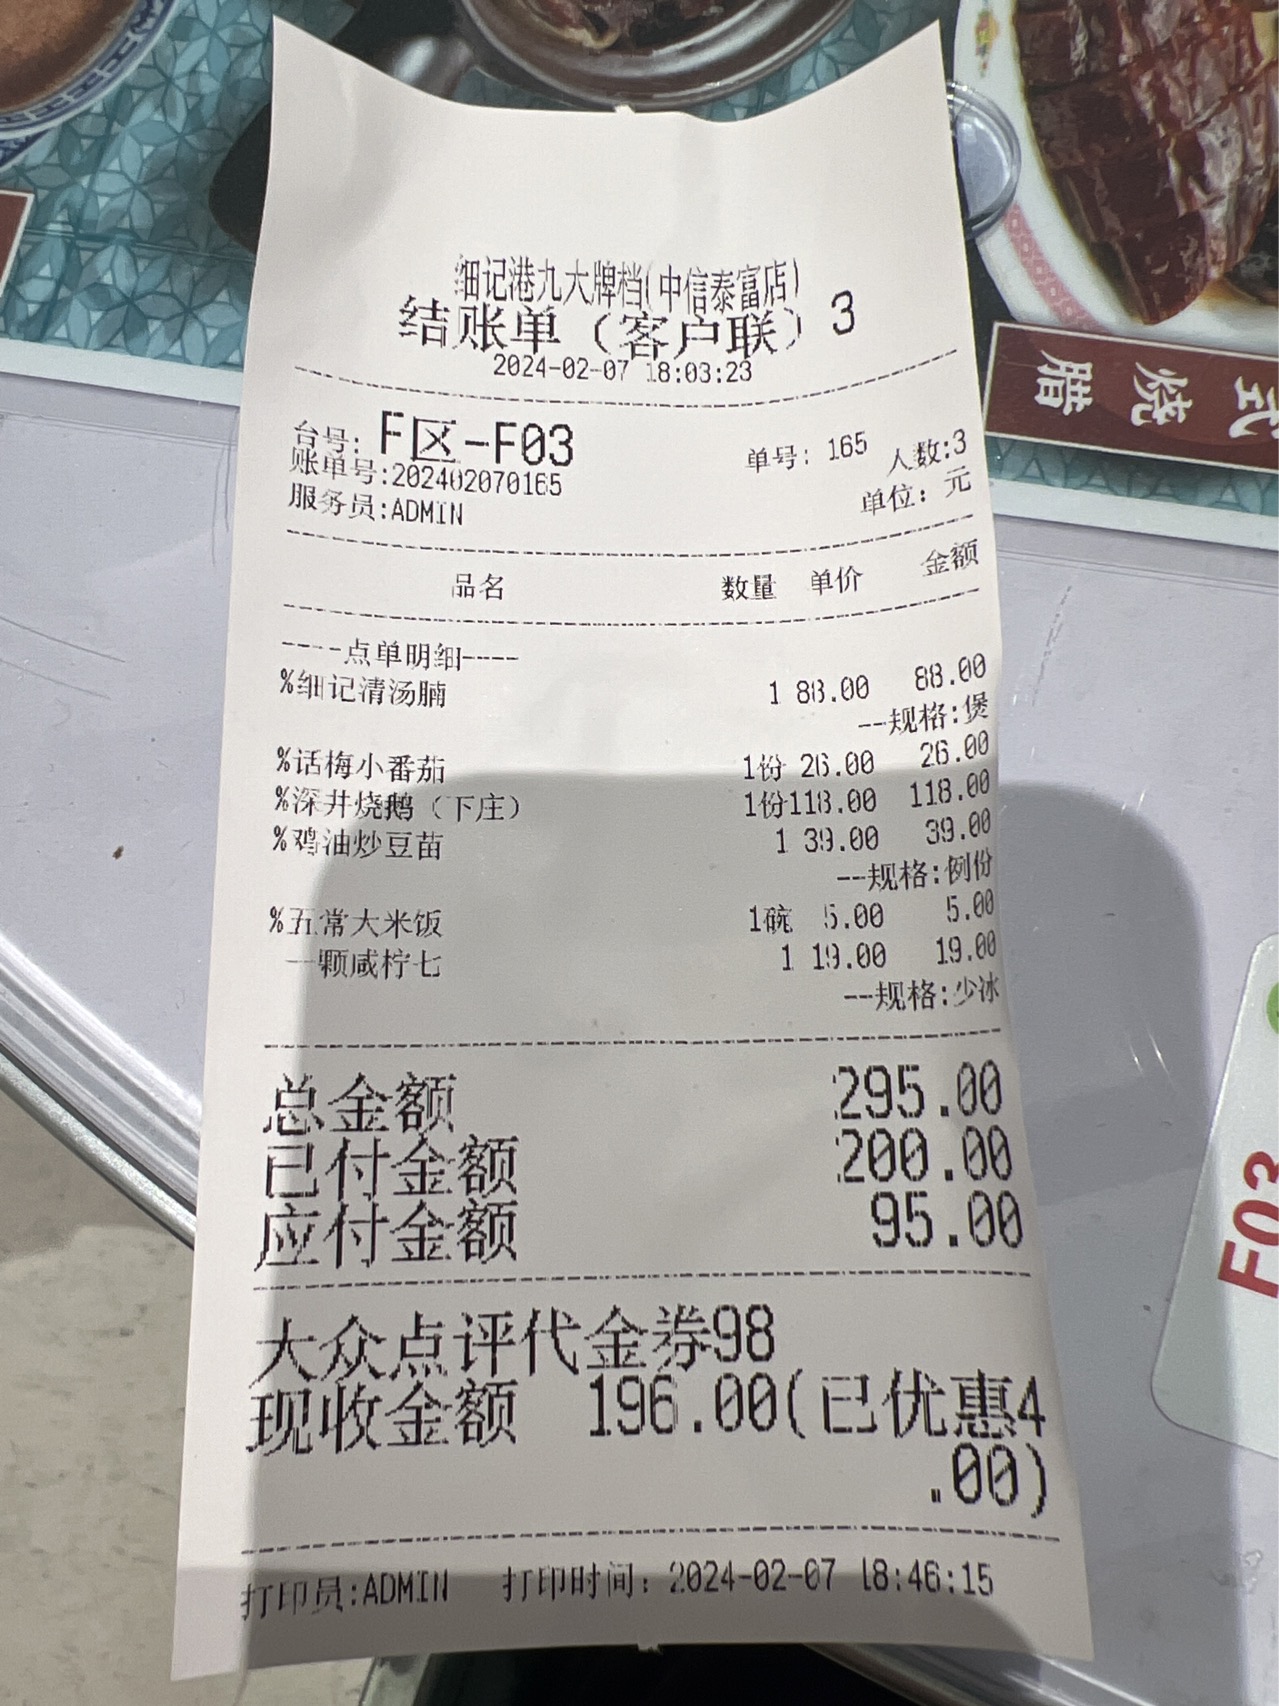 细记港九大牌档(中信泰富店)
结账单（客户联）3
2024-02-07 18:03:23
台号: F区-F03 单号: 165 人数:3
账单号:202402070165 单位: 元
服务员:ADMIN
品名 数量 单价 金额
----点单明细----
%细记清汤腩 1 88.00 88.00
--规格:煲
%话梅小番茄 1份 26.00 26.00
%深井烧鹅（下庄） 1份118.00 118.00
%鸡油炒豆苗 1 39.00 39.00
--规格:例份
%五常大米饭 1碗 5.00 5.00
一颗咸柠七 1 19.00 19.00
--规格:少冰
总金额 295.00
已付金额 200.00
应付金额 95.00
大众点评代金券98
现收金额 196.00(已优惠4
.00)
打印员:ADMIN 打印时间: 2024-02-07 18:46:15
式烧腊
F03